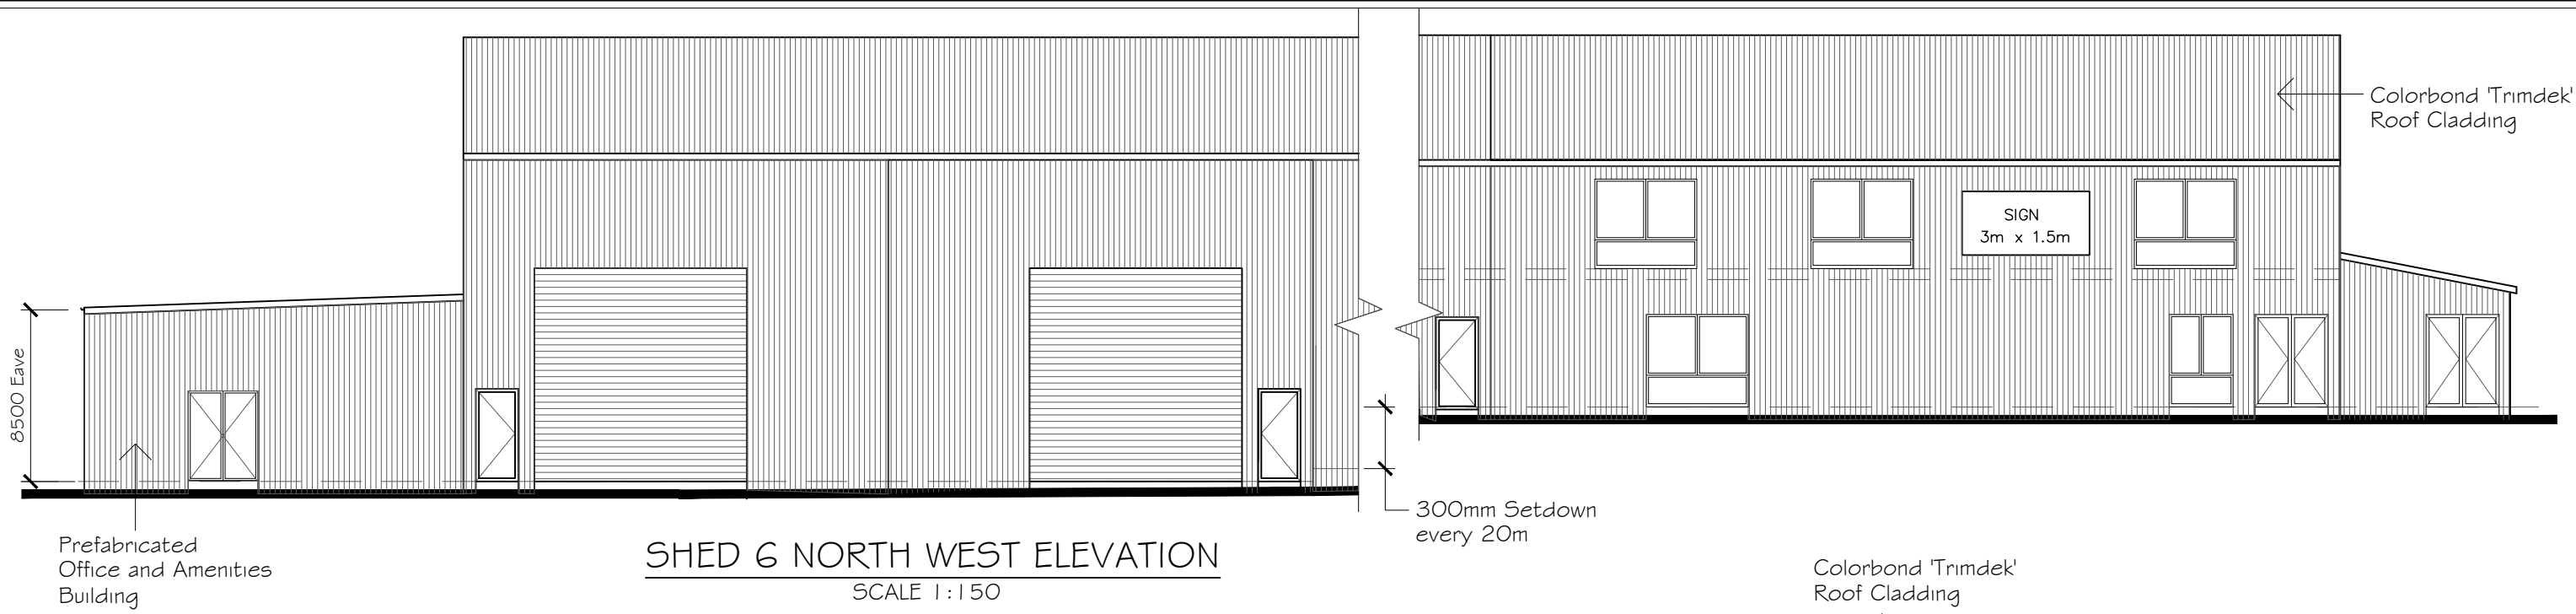 Colorbond 'Trimdek'
Roof Cladding
SIGN
3m x 1.5m
8500 Eave
300mm Setdown
every 20m
Prefabricated
Office and Amenities
Building
SHED 6 NORTH WEST ELEVATION
SCALE 1:150
Colorbond 'Trimdek'
Roof Cladding